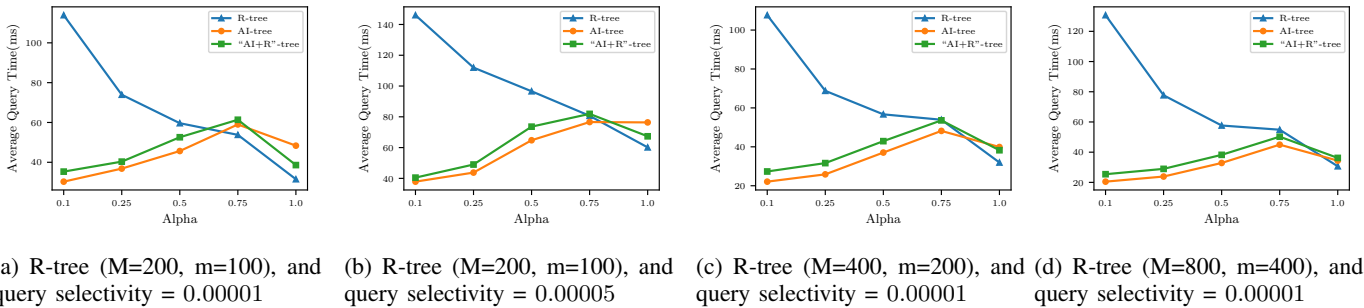 Average Query Time(ms)
100
80
60
40
0.1 0.25 0.5 0.75 1.0
Alpha
R-tree
AI-tree
“AI+R”-tree
Average Query Time(ms)
140
120
100
80
60
40
0.1 0.25 0.5 0.75 1.0
Alpha
R-tree
AI-tree
“AI+R”-tree
Average Query Time(ms)
100
80
60
40
20
0.1 0.25 0.5 0.75 1.0
Alpha
R-tree
AI-tree
“AI+R”-tree
Average Query Time(ms)
120
100
80
60
40
20
0.1 0.25 0.5 0.75 1.0
Alpha
R-tree
AI-tree
“AI+R”-tree
a) R-tree (M=200, m=100), and
query selectivity = 0.00001
(b) R-tree (M=200, m=100), and
query selectivity = 0.00005
(c) R-tree (M=400, m=200), and
query selectivity = 0.00001
(d) R-tree (M=800, m=400), and
query selectivity = 0.00001